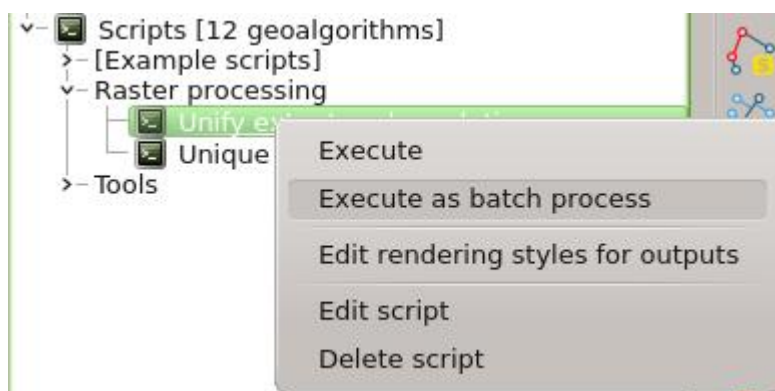 Scripts [12 geoalgorithms]
[Example scripts]
Raster processing
Unify
Unique
Execute
Execute as batch process
Edit rendering styles for outputs
Edit script
Delete script
Tools